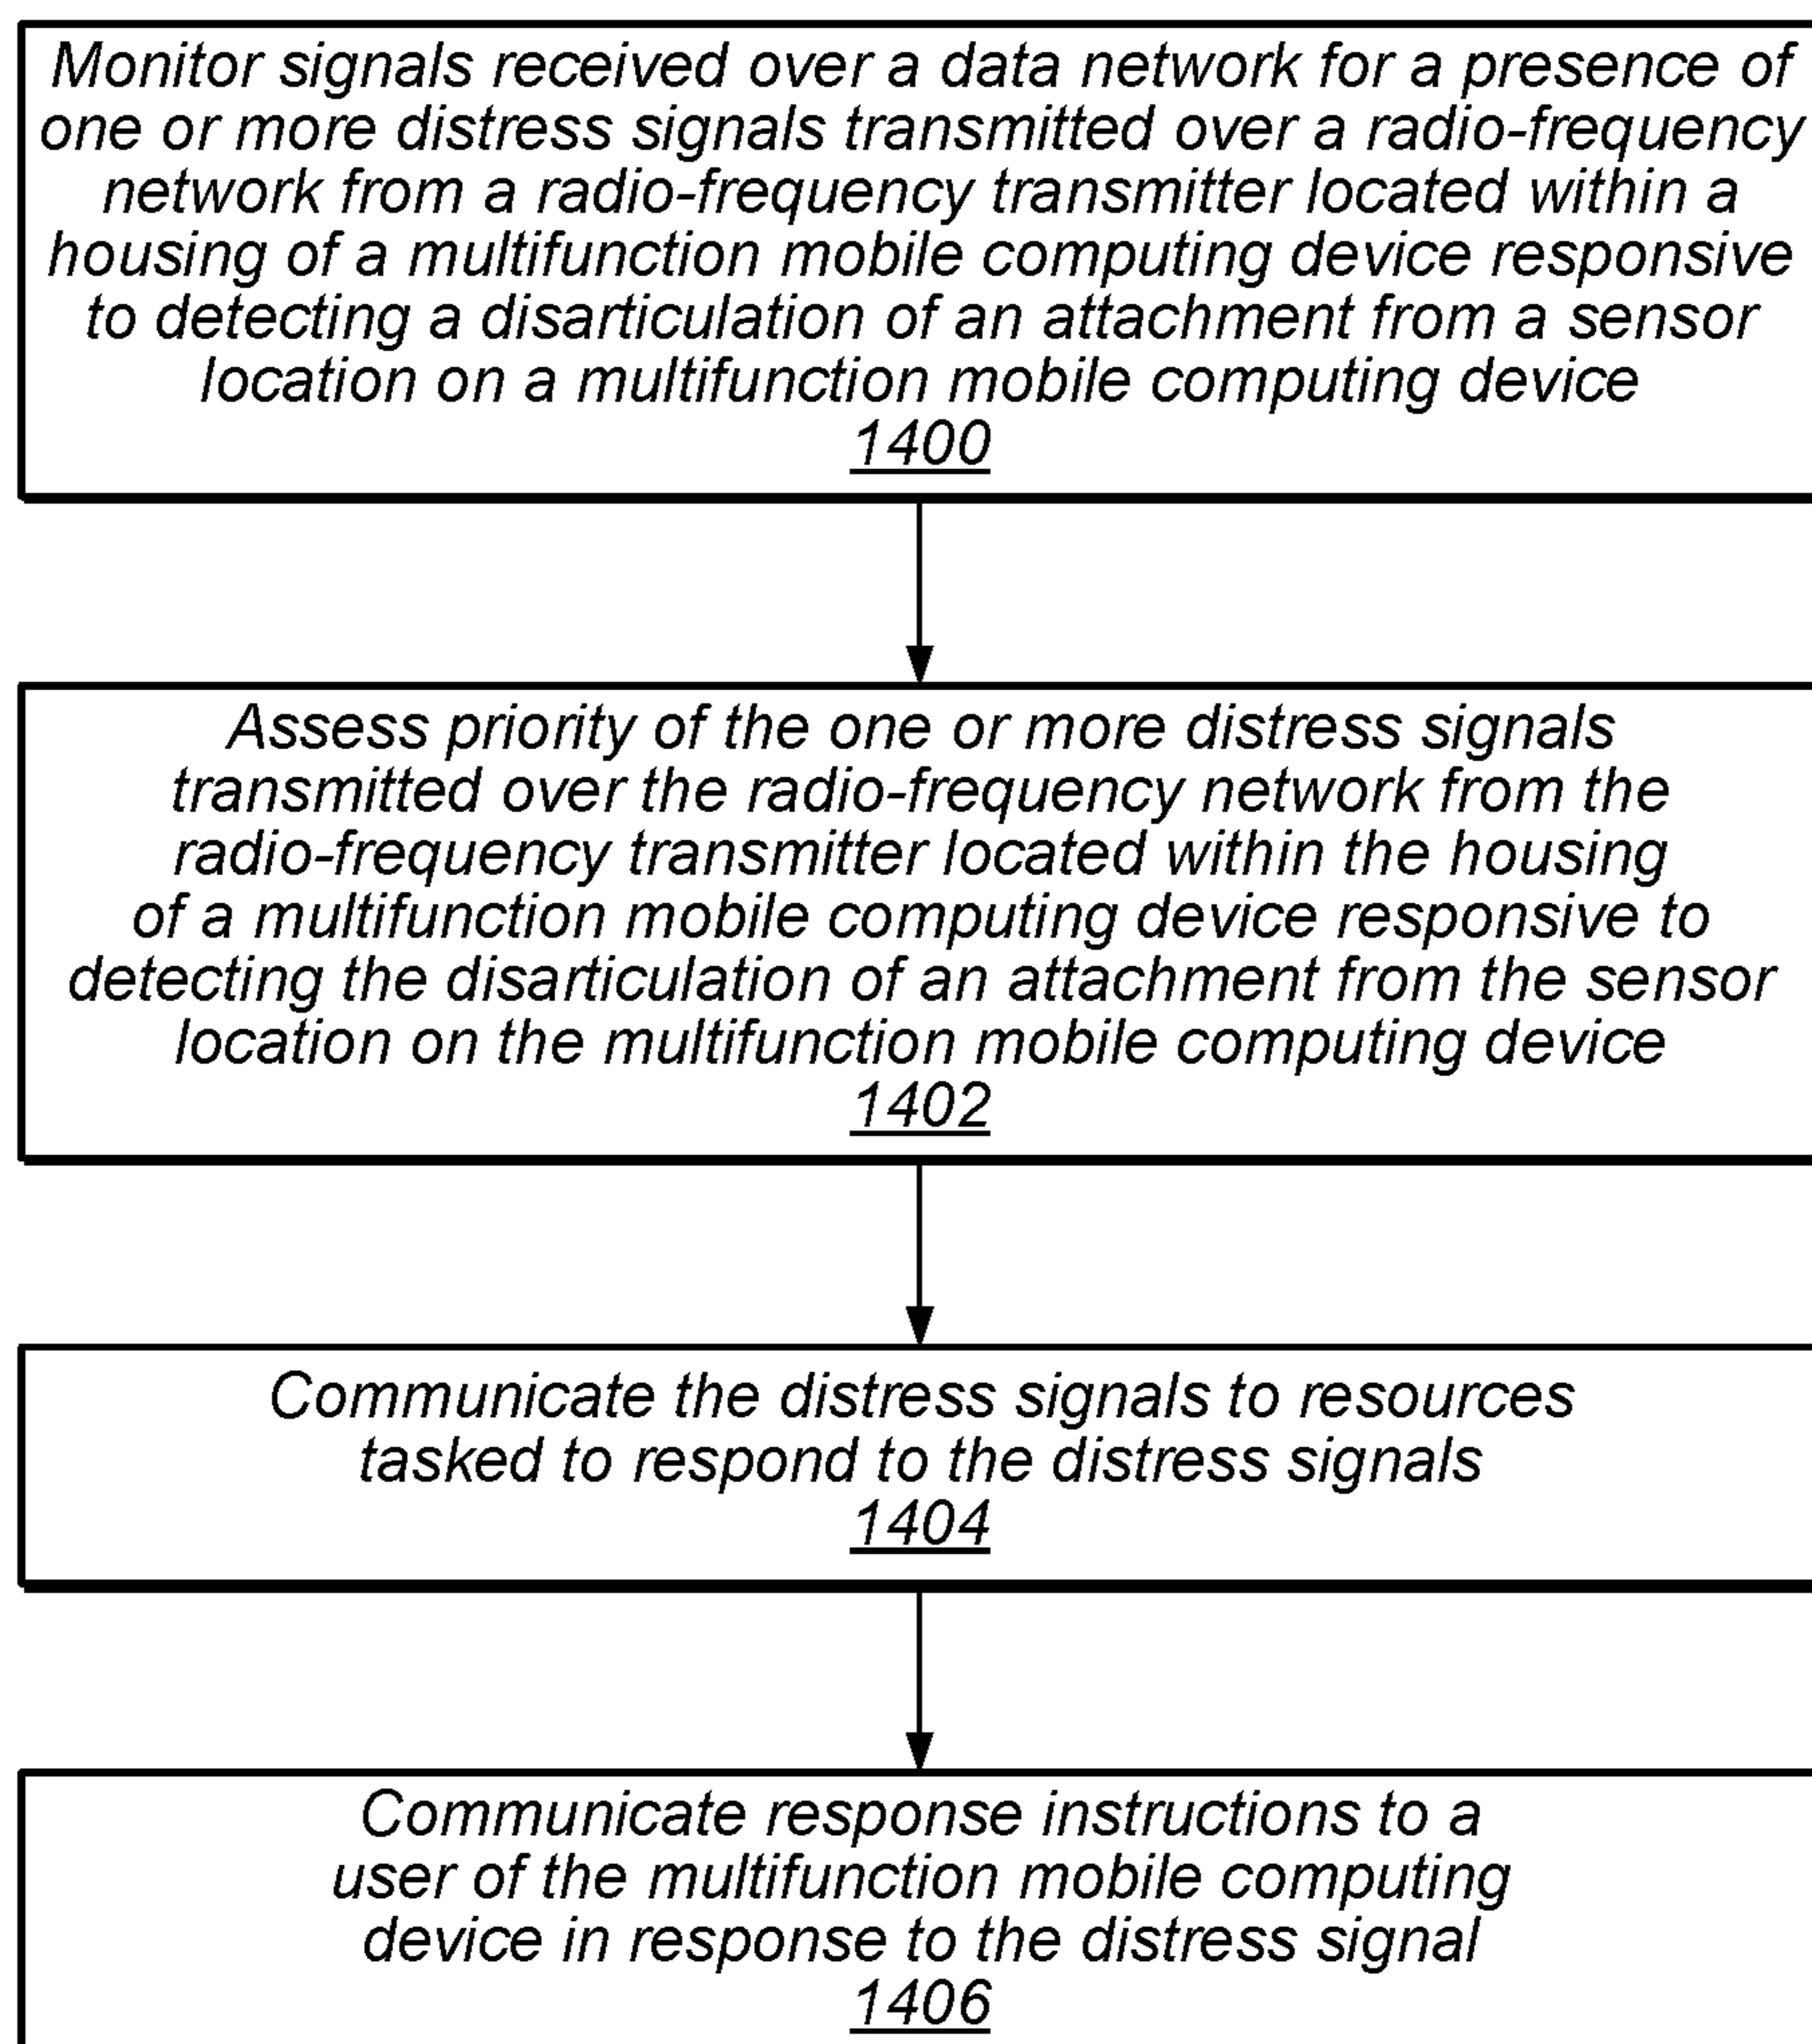 Monitor signals received over a data network for a presence of
one or more distress signals transmitted over a radio-frequency
network from a radio-frequency transmitter located within a
housing of a multifunction mobile computing device responsive
to detecting a disarticulation of an attachment from a sensor
location on a multifunction mobile computing device
1400
Assess priority of the one or more distress signals
transmitted over the radio-frequency network from the
radio-frequency transmitter located within the housing
of a multifunction mobile computing device responsive to
detecting the disarticulation of an attachment from the sensor
location on the multifunction mobile computing device
1402
Communicate the distress signals to resources
tasked to respond to the distress signals
1404
Communicate response instructions to a
user of the multifunction mobile computing
device in response to the distress signal
1406